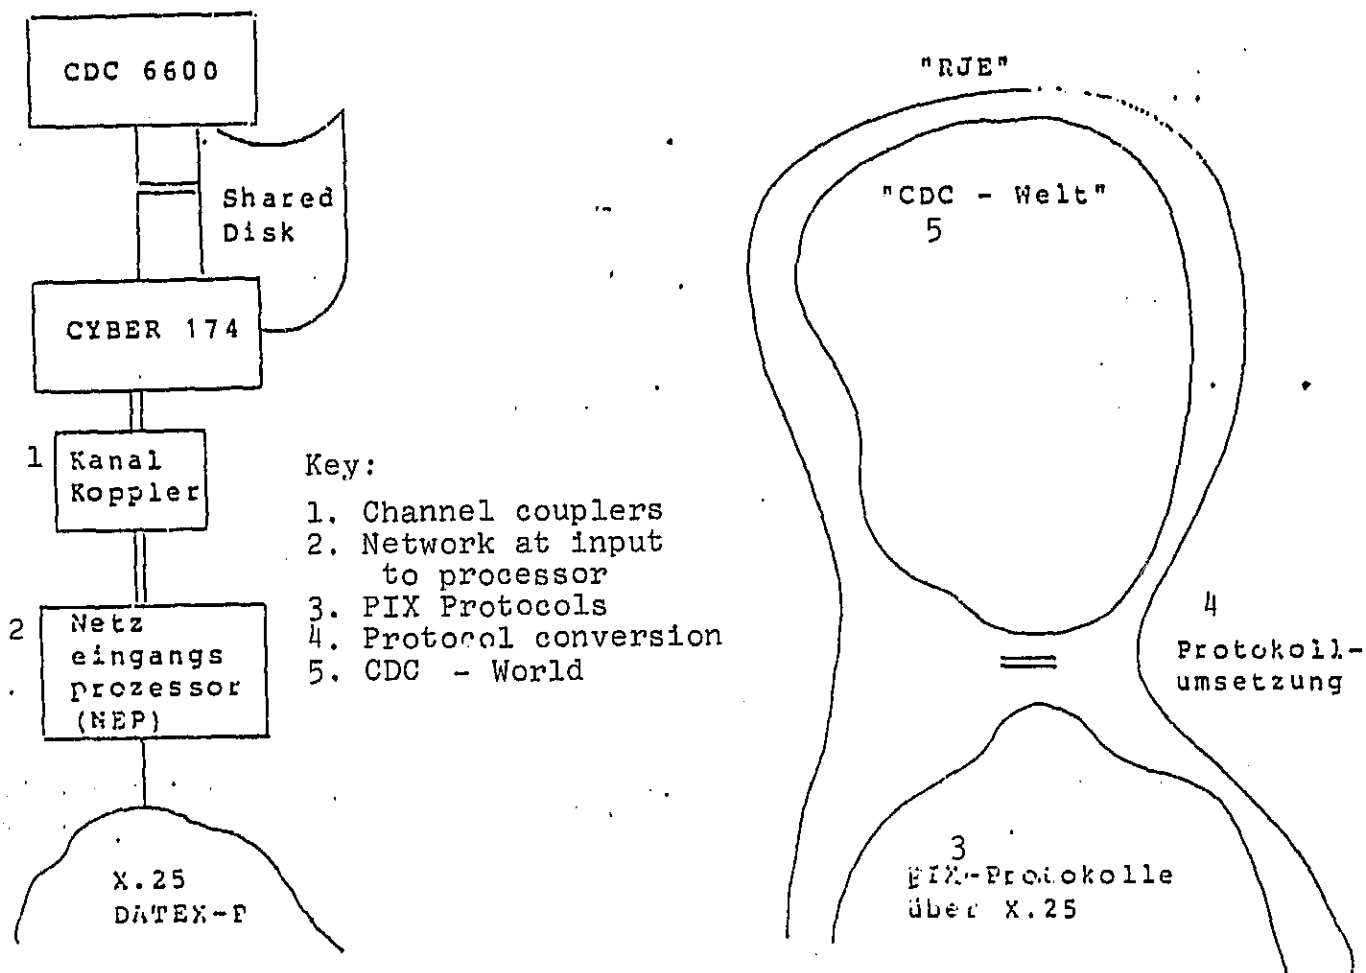 CDC 6600
Shared
Disk
CYBER 174
1
Kanal
Koppler
2
Netz
eingangs
prozessor
(NEP)
X.25
DATEX-P
Key:
1. Channel couplers
2. Network at input
to processor
3. PIX Protocols
4. Protocol conversion
5. CDC - World
"RJE"
"CDC - Welt"
5
4
Protokoll-
umsetzung
3
PIX-Protokolle
über X.25